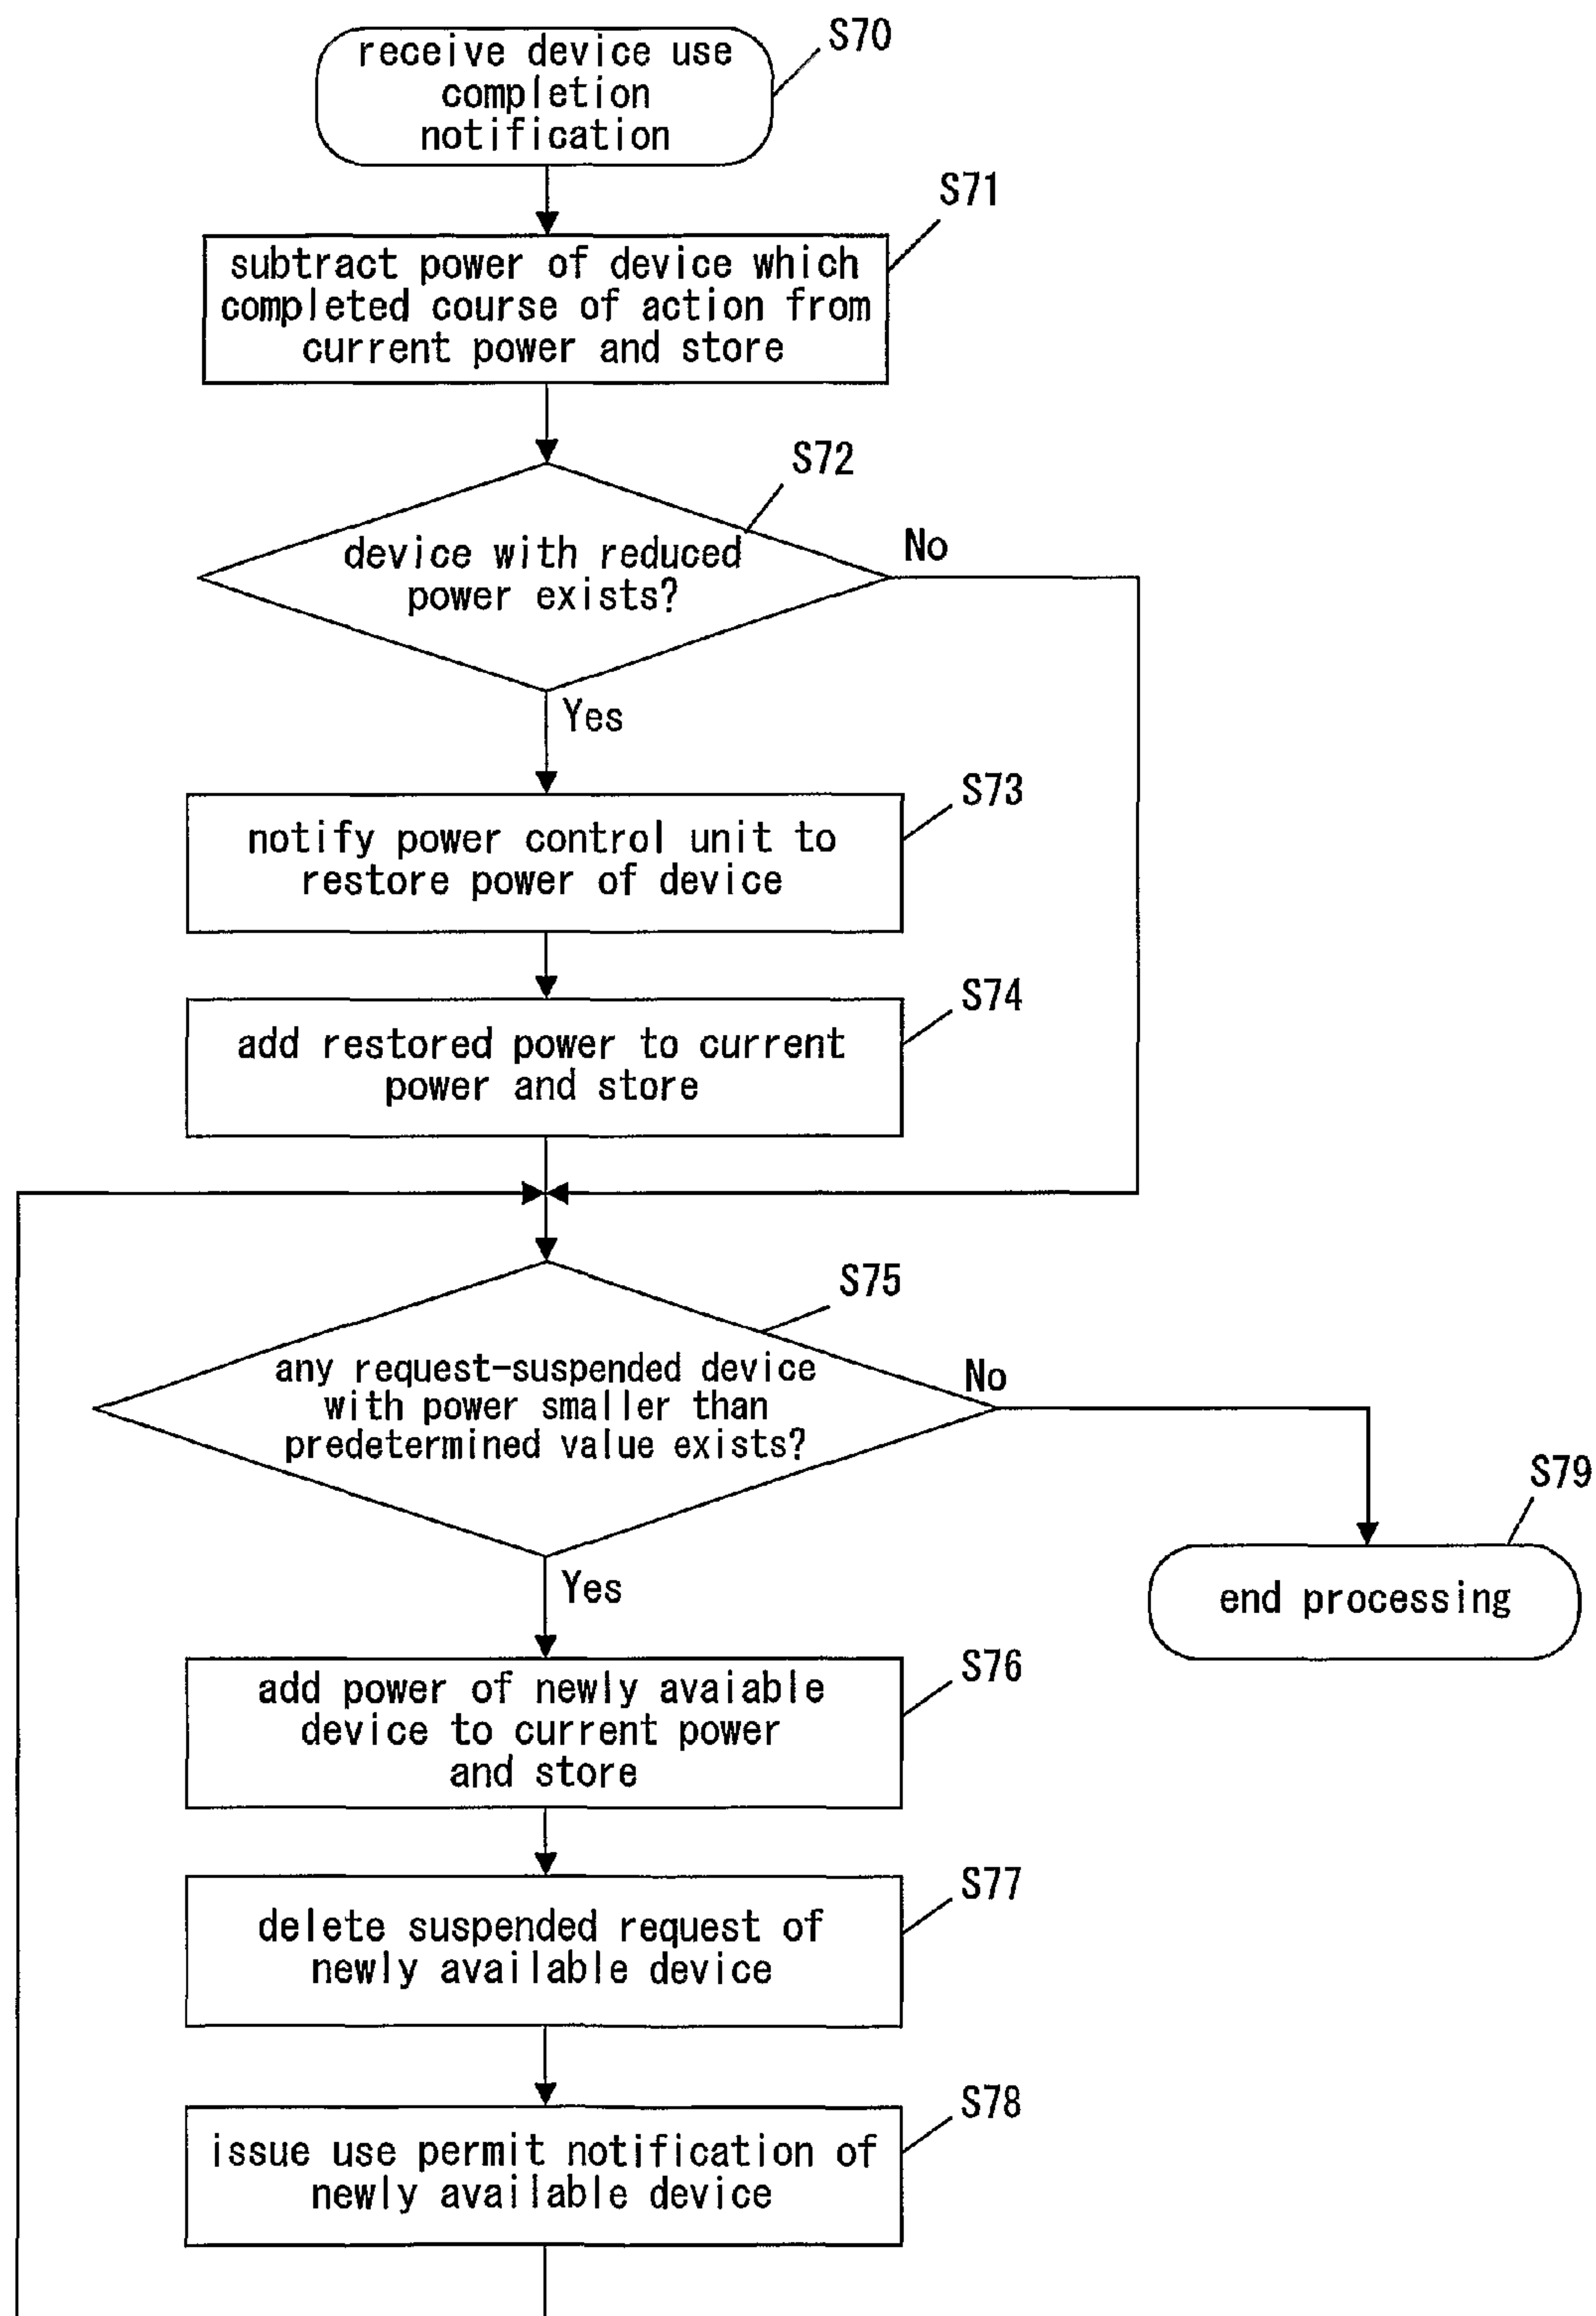 S70
receive device use
completion
notification
S71
subtract power of device which
completed course of action from
current power and store
S72
device with reduced
power exists?
No
Yes
S73
notify power control unit to
restore power of device
S74
add restored power to current
power and store
S75
any request-suspended device
with power smaller than
predetermined value exists?
No
S79
end processing
Yes
S76
add power of newly avaiable
device to current power
and store
S77
delete suspended request of
newly available device
S78
issue use permit notification of
newly available device